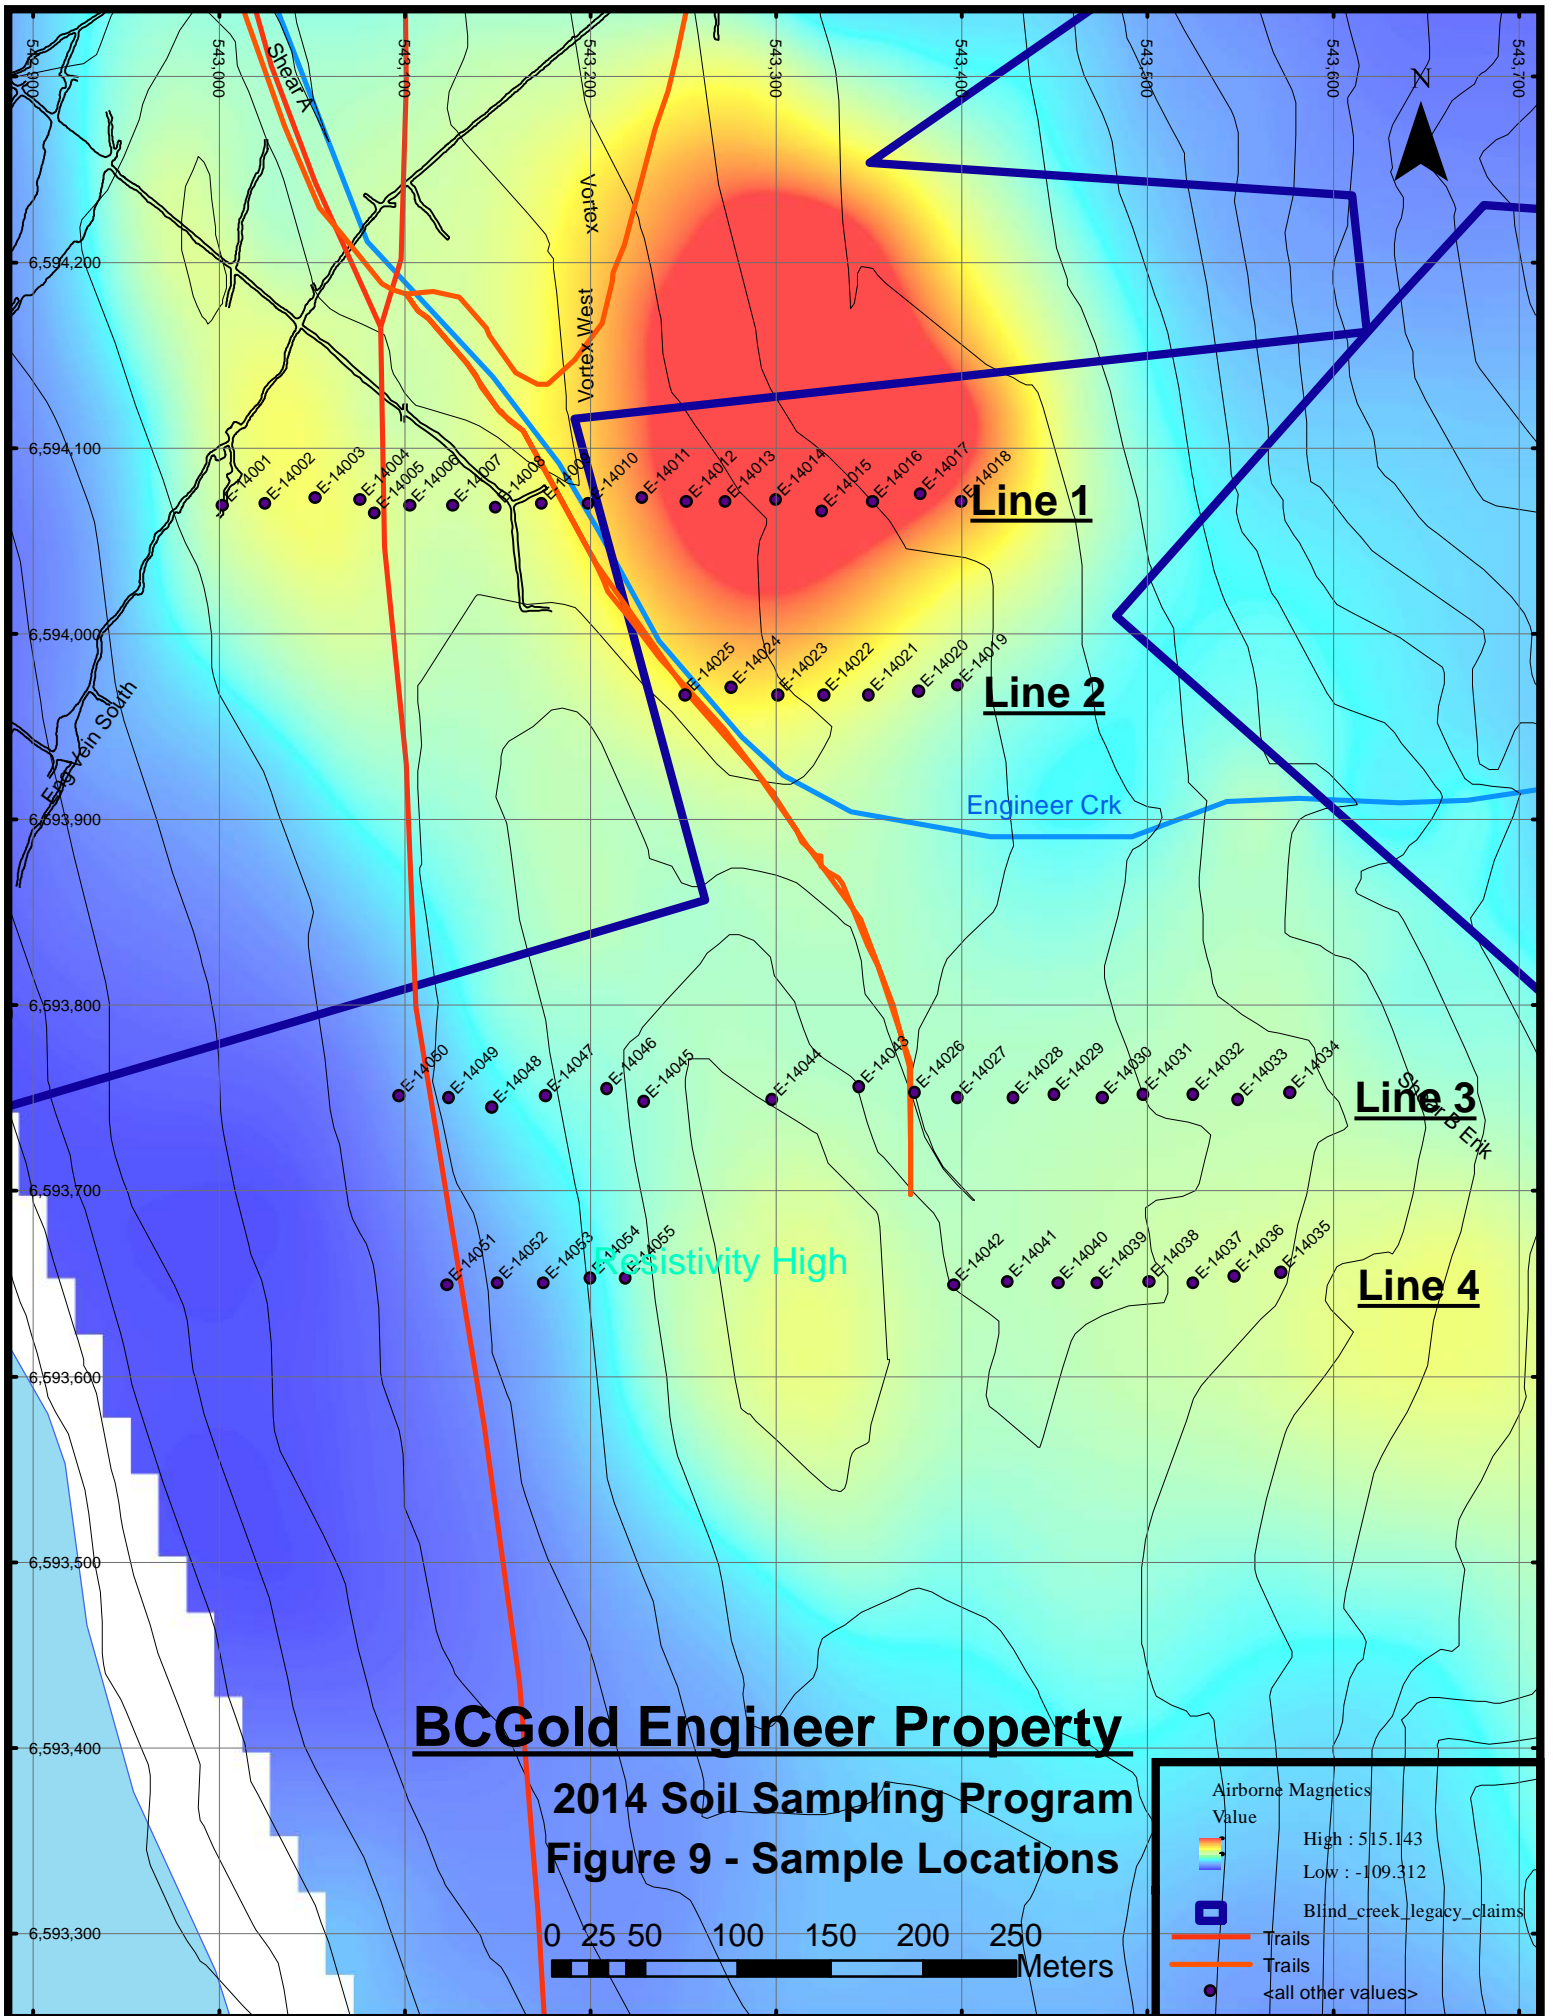 542,900
543,000
543,100
543,200
543,300
543,400
543,500
543,600
543,700
N
Shear A
Vortex
6,594,200
Vortex West
6,594,100
E-14001
E-14002
E-14003
E-14004
E-14005
E-14006
E-14007
E-14008
E-14009
E-14010
E-14011
E-14012
E-14013
E-14014
E-14015
E-14016
E-14017
E-14018
Line 1
6,594,000
E-14025
E-14024
E-14023
E-14022
E-14021
E-14020
E-14019
Line 2
Eng Vein South
Engineer Crk
6,593,900
6,593,800
E-14050
E-14049
E-14048
E-14047
E-14046
E-14045
E-14044
E-14043
E-14026
E-14027
E-14028
E-14029
E-14030
E-14031
E-14032
E-14033
E-14034
Line 3
Shear B Erik
6,593,700
E-14051
E-14052
E-14053
E-14054
E-14055
Resistivity High
E-14042
E-14041
E-14040
E-14039
E-14038
E-14037
E-14036
E-14035
Line 4
6,593,600
6,593,500
6,593,400
6,593,300
BCGold Engineer Property
2014 Soil Sampling Program
Figure 9 - Sample Locations
0 25 50 100 150 200 250
Meters
Airborne Magnetics
Value
High : 515.143
Low : -109.312
Blind_creek_legacy_claims
Trails
Trails
<all other values>